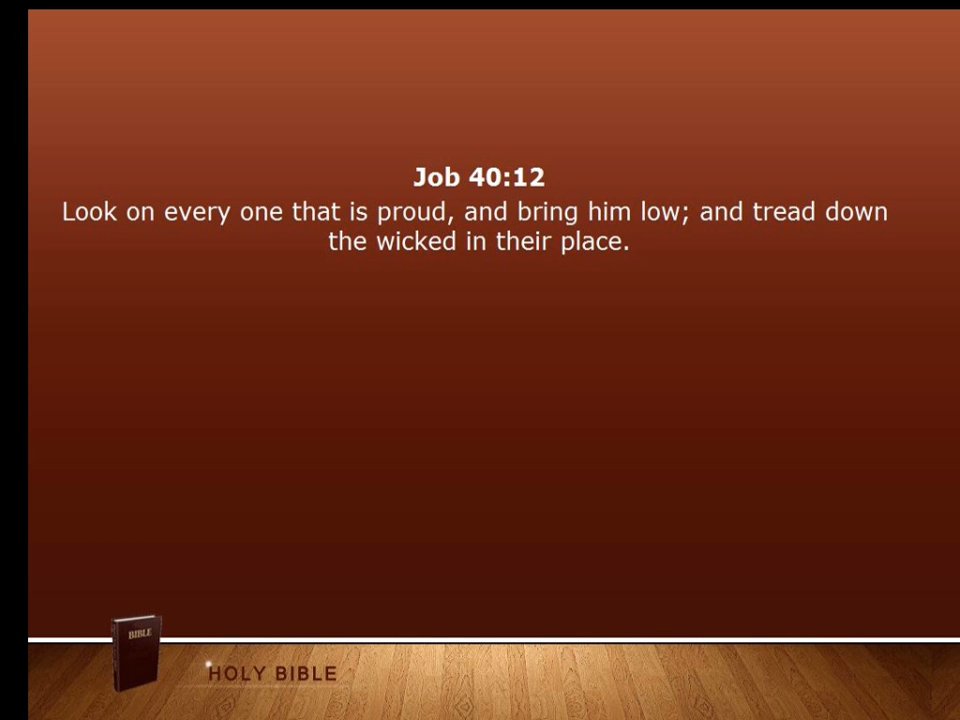 Job 40:12
Look on every one that is proud, and bring him low; and tread down
the wicked in their place.
BIBLE
HOLY BIBLE